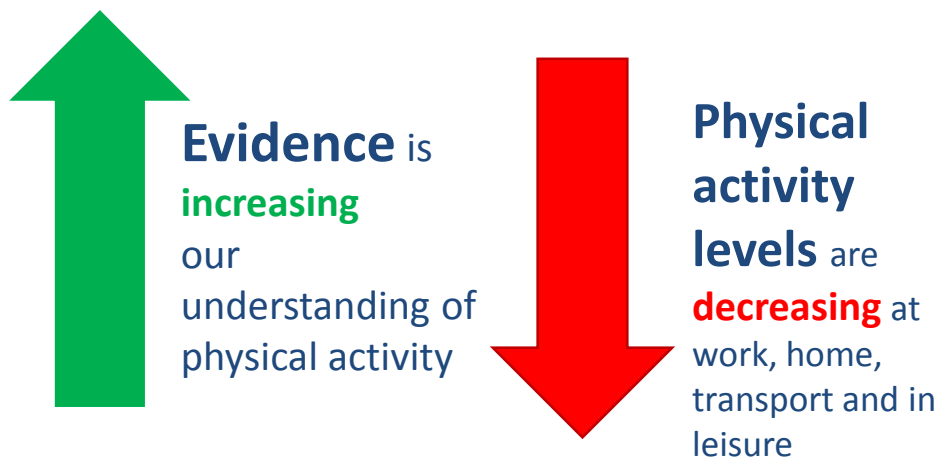 Evidence is
increasing
our
understanding of
physical activity
Physical
activity
levels are
decreasing at
work, home,
transport and in
leisure